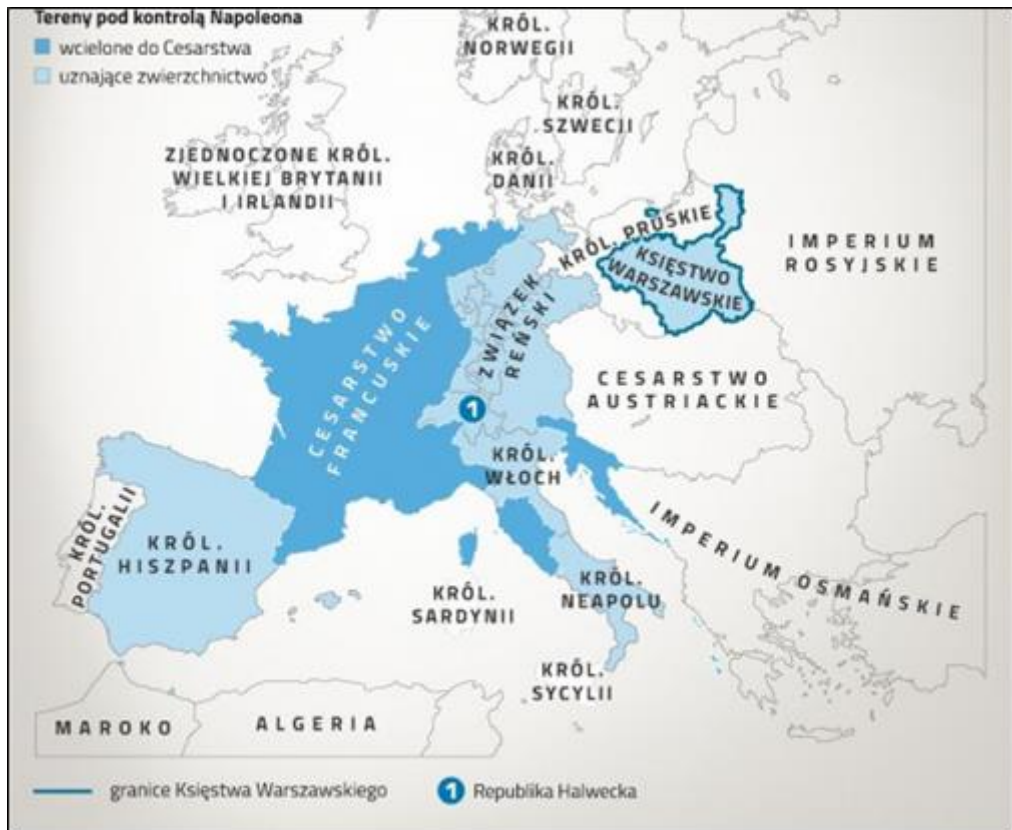 Tereny pod kontrolą Napoleona
wcielone do Cesarstwa
uznające zwierzchnictwo
KRÓL.
NORWEGII
KRÓL.
SZWECJI
ZJEDNOCZONE KRÓL.
WIELKIEJ BRYTANII
I IRLANDII
KRÓL.
DANII
KRÓL. PRUSKIE
IMPERIUM
ROSYJSKIE
KSIĘSTWO
WARSZAWSKIE
CESARSTWO
FRANCUSKIE
ZWIĄZEK
REŃSKI
CESARSTWO
AUSTRIACKIE
1
KRÓL.
WŁOCH
KRÓL.
PORTUGALII
KRÓL.
HISZPANII
IMPERIUM OSMAŃSKIE
KRÓL.
SARDYNII
KRÓL.
NEAPOLU
KRÓL.
SYCYLII
MAROKO
ALGERIA
granice Księstwa Warszawskiego
1 Republika Halwecka